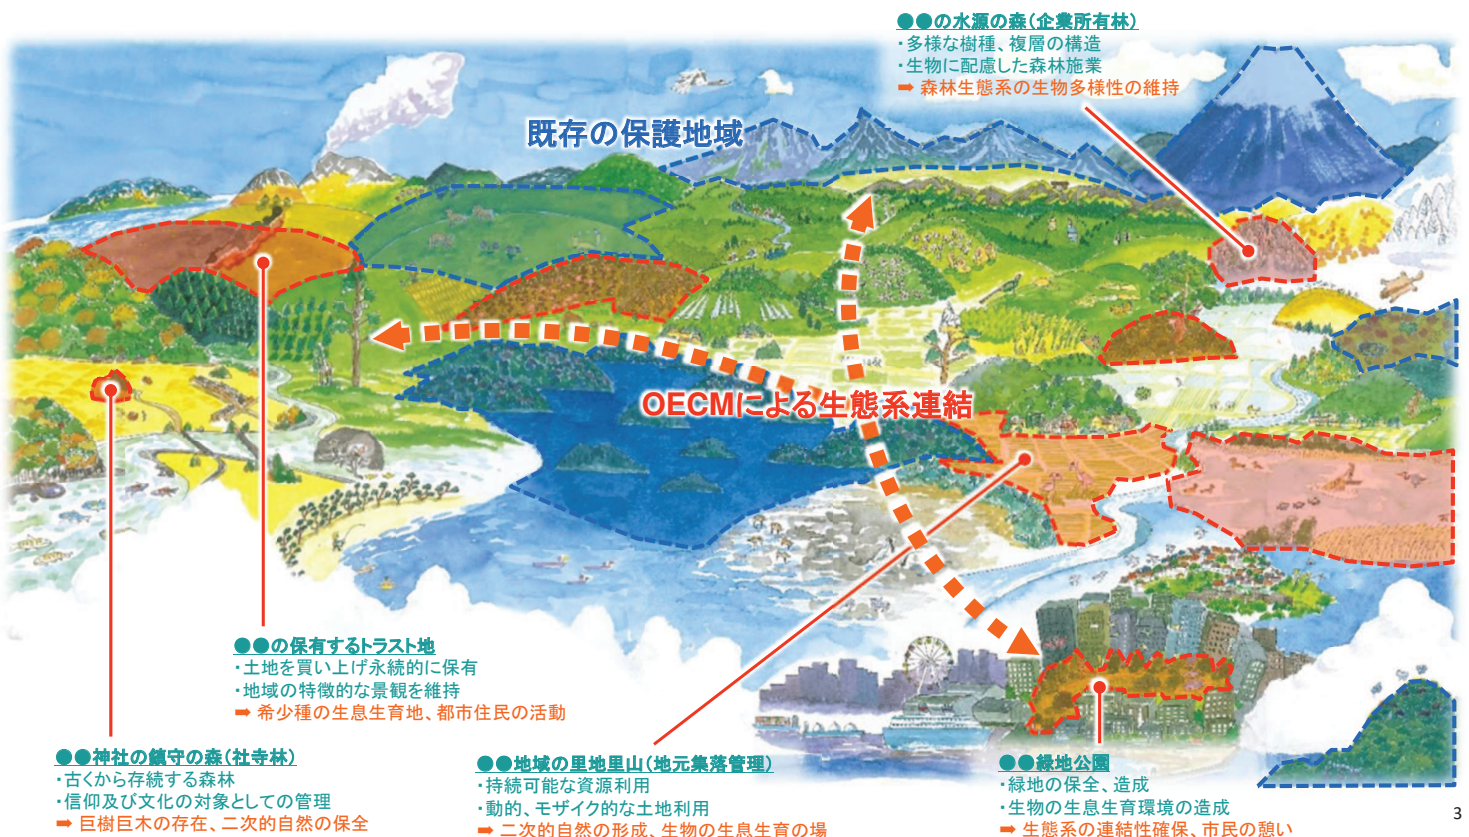 ●●の水源の森(企業所有林)
・多様な樹種、複層の構造
・生物に配慮した森林施業
➡ 森林生態系の生物多様性の維持
既存の保護地域
OECMによる生態系連結
●●の保有するトラスト地
・土地を買い上げ永続的に保有
・地域の特徴的な景観を維持
➡ 希少種の生息生育地、都市住民の活動
●●神社の鎮守の森(社寺林)
・古くから存続する森林
・信仰及び文化の対象としての管理
➡ 巨樹巨木の存在、二次的自然の保全
●●地域の里地里山(地元集落管理)
・持続可能な資源利用
・動的、モザイク的な土地利用
➡ 二次的自然の形成、生物の生息生育の場
●●緑地公園
・緑地の保全、造成
・生物の生息生育環境の造成
➡ 生態系の連結性確保、市民の憩い
3